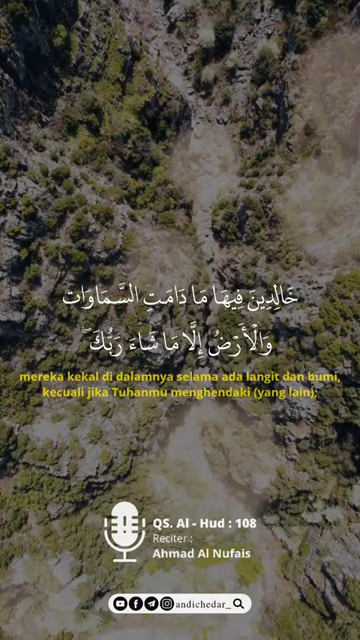 خَالِدِينَ فِيهَا مَا دَامَتِ السَّمَاوَاتُ
وَالْأَرْضُ إِلَّا مَا شَاءَ رَبُّكَ ۖ
mereka kekal di dalamnya selama ada langit dan bumi,
kecuali jika Tuhanmu menghendaki (yang lain);
QS. Al - Hud : 108
Reciter :
Ahmad Al Nufais
andichedar_